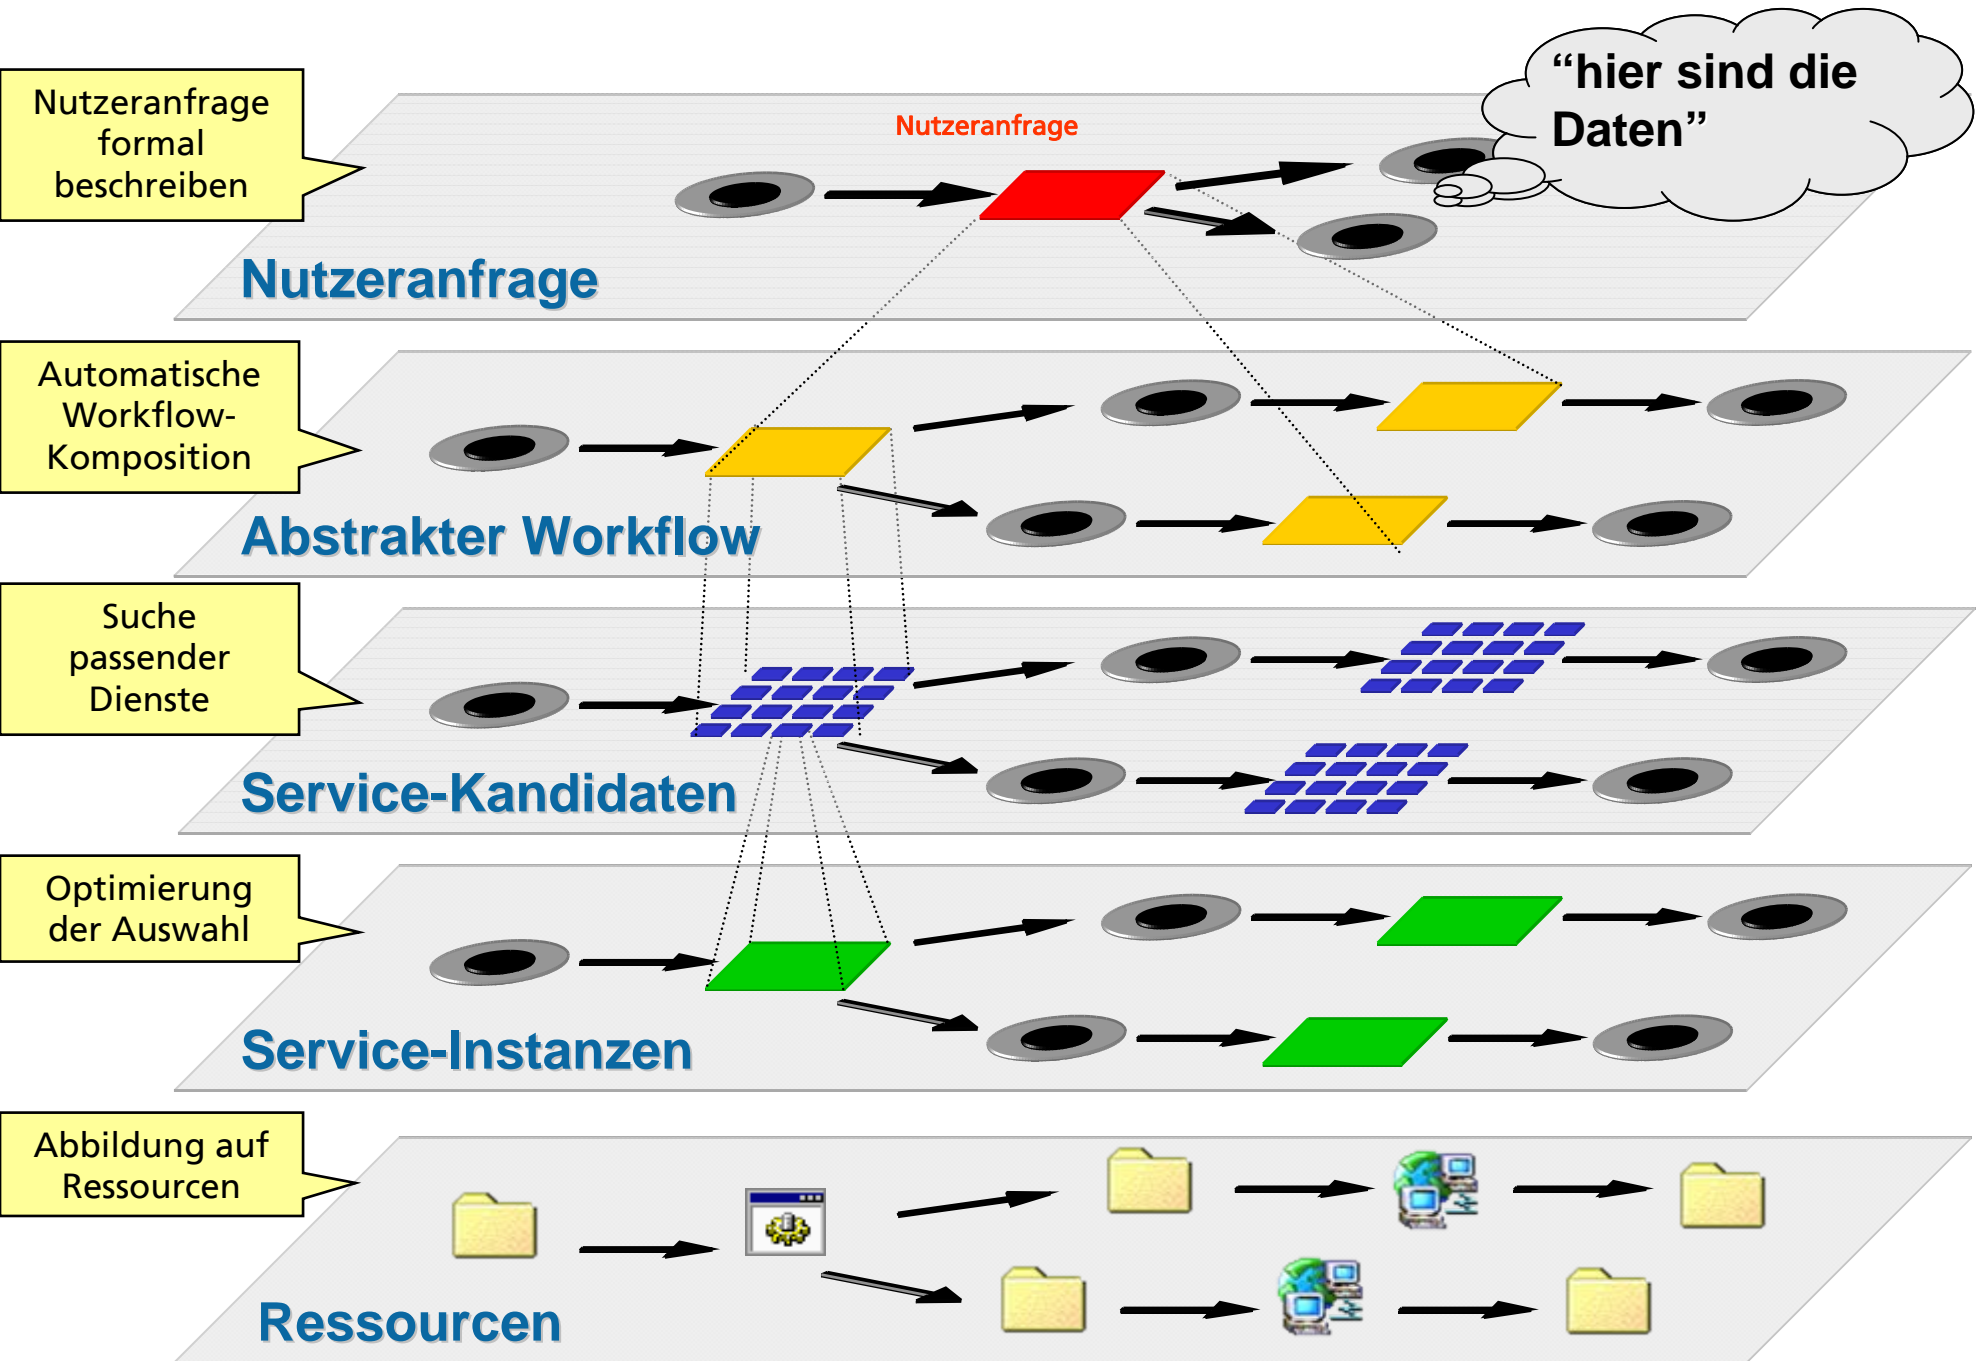 “hier sind die
Daten”
Nutzeranfrage
formal
beschreiben
Nutzeranfrage
Nutzeranfrage
Automatische
Workflow-
Komposition
Abstrakter Workflow
Suche
passender
Dienste
Service-Kandidaten
Optimierung
der Auswahl
Service-Instanzen
Abbildung auf
Ressourcen
Ressourcen